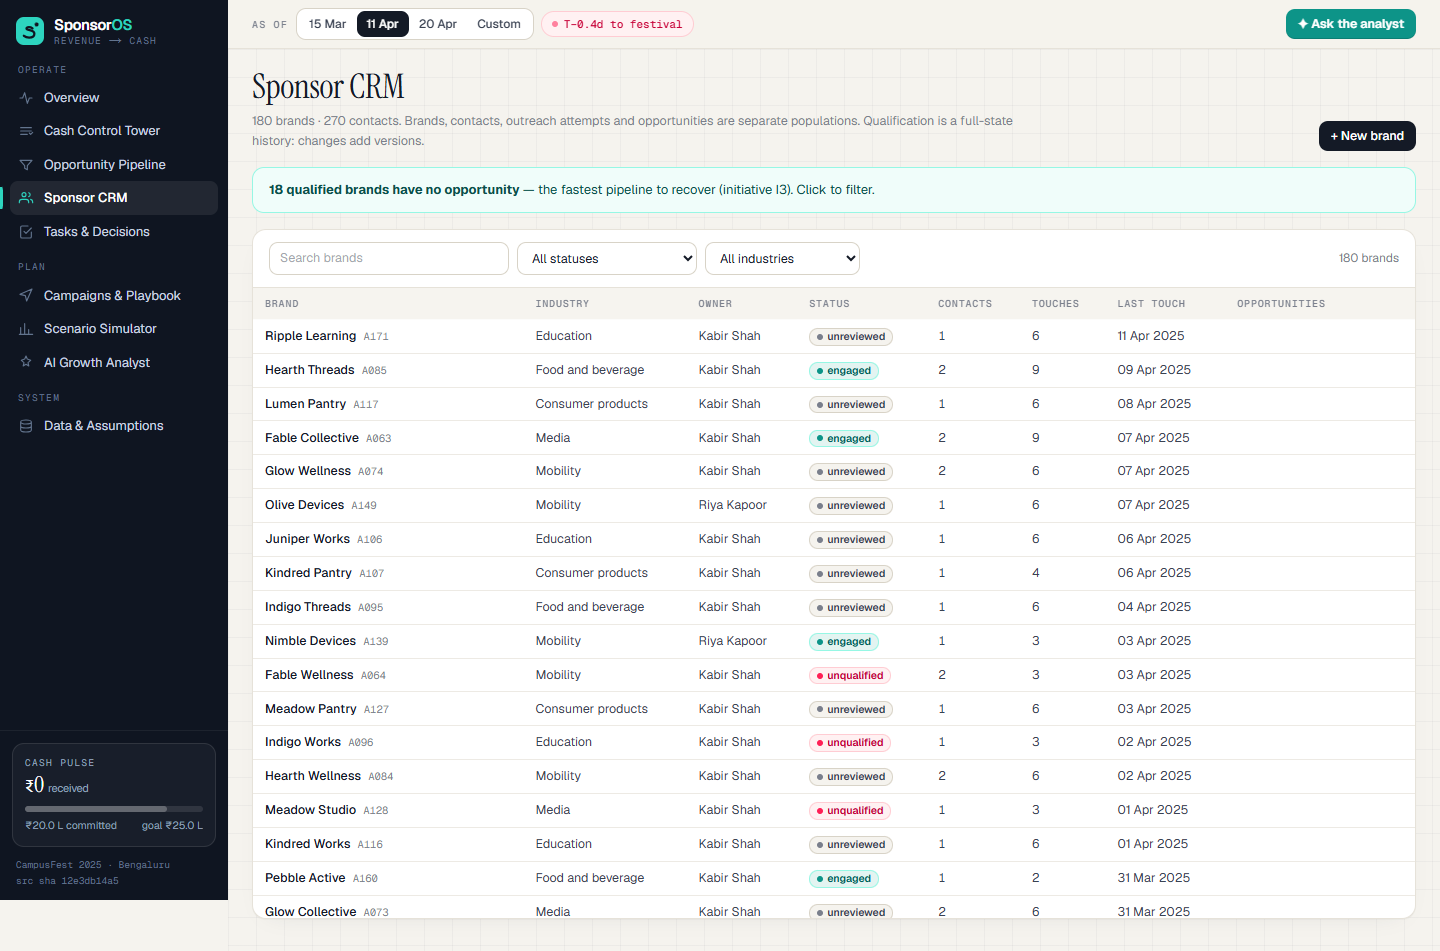 SponsorOS
REVENUE → CASH
OPERATE
Overview
Cash Control Tower
Opportunity Pipeline
Sponsor CRM
Tasks & Decisions
PLAN
Campaigns & Playbook
Scenario Simulator
AI Growth Analyst
SYSTEM
Data & Assumptions
CASH PULSE
₹0 received
₹20.0 L committed goal ₹25.0 L
CampusFest 2025 · Bengaluru
src sha 12e3db14a5
AS OF 15 Mar 11 Apr 20 Apr Custom T−0.4d to festival ✦ Ask the analyst
Sponsor CRM
180 brands · 270 contacts. Brands, contacts, outreach attempts and opportunities are separate populations. Qualification is a full-state
history: changes add versions.
+ New brand
18 qualified brands have no opportunity — the fastest pipeline to recover (initiative I3). Click to filter.
Search brands All statuses All industries 180 brands
BRAND INDUSTRY OWNER STATUS CONTACTS TOUCHES LAST TOUCH OPPORTUNITIES
Ripple Learning A171 Education Kabir Shah unreviewed 1 6 11 Apr 2025
Hearth Threads A085 Food and beverage Kabir Shah engaged 2 9 09 Apr 2025
Lumen Pantry A117 Consumer products Kabir Shah unreviewed 1 6 08 Apr 2025
Fable Collective A063 Media Kabir Shah engaged 2 9 07 Apr 2025
Glow Wellness A074 Mobility Kabir Shah unreviewed 2 6 07 Apr 2025
Olive Devices A149 Mobility Riya Kapoor unreviewed 1 6 07 Apr 2025
Juniper Works A106 Education Kabir Shah unreviewed 1 6 06 Apr 2025
Kindred Pantry A107 Consumer products Kabir Shah unreviewed 1 4 06 Apr 2025
Indigo Threads A095 Food and beverage Kabir Shah unreviewed 1 6 04 Apr 2025
Nimble Devices A139 Mobility Riya Kapoor engaged 1 3 03 Apr 2025
Fable Wellness A064 Mobility Kabir Shah unqualified 2 3 03 Apr 2025
Meadow Pantry A127 Consumer products Kabir Shah unreviewed 1 6 03 Apr 2025
Indigo Works A096 Education Kabir Shah unqualified 1 3 02 Apr 2025
Hearth Wellness A084 Mobility Kabir Shah unreviewed 2 6 02 Apr 2025
Meadow Studio A128 Media Kabir Shah unqualified 1 3 01 Apr 2025
Kindred Works A116 Education Kabir Shah unreviewed 1 6 01 Apr 2025
Pebble Active A160 Food and beverage Kabir Shah engaged 1 2 31 Mar 2025
Glow Collective A073 Media Kabir Shah unreviewed 2 6 31 Mar 2025